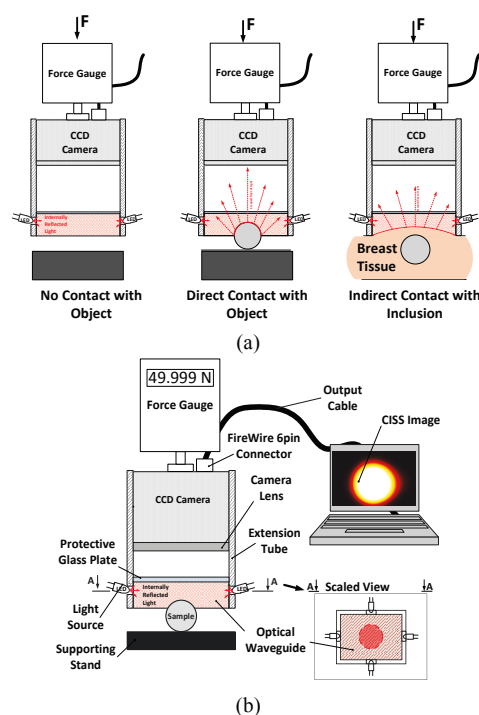 F
F
F
Force Gauge
Force Gauge
Force Gauge
CCD
Camera
CCD
Camera
CCD
Camera
LED
Internally
Reflected
Light
LED
LED
LED
LED
LED
Breast
Tissue
No Contact with
Object
Direct Contact with
Object
Indirect Contact with
Inclusion
(a)
49.999 N
Force Gauge
Output
Cable
FireWire 6pin
Connector
CISS Image
CCD Camera
Camera
Lens
Extension
Tube
Protective
Glass Plate
A
A
Internally
Reflected
Light
LED
LED
Light
Source
Sample
Supporting
Stand
Optical
Waveguide
A
Scaled View
A
(b)